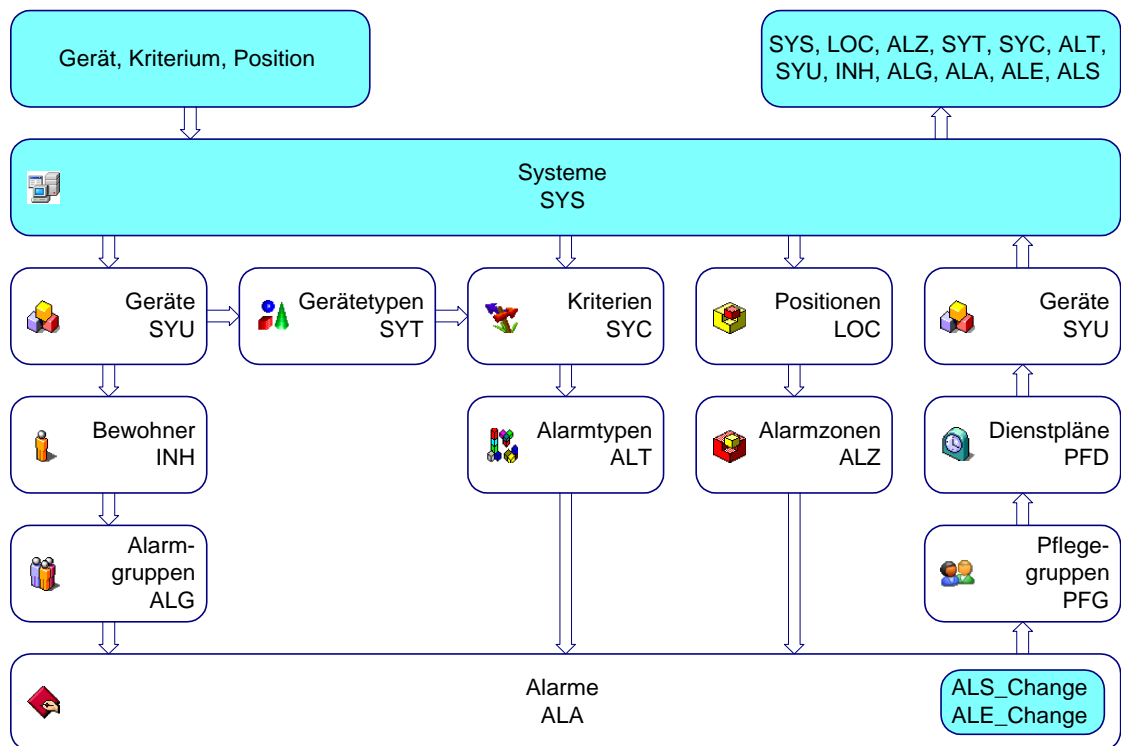 Gerät, Kriterium, Position
SYS, LOC, ALZ, SYT, SYC, ALT,
SYU, INH, ALG, ALA, ALE, ALS
Systeme
SYS
Geräte
SYU
Gerätetypen
SYT
Kriterien
SYC
Positionen
LOC
Geräte
SYU
Bewohner
INH
Alarmtypen
ALT
Alarmzonen
ALZ
Dienstpläne
PFD
Alarm-
gruppen
ALG
Pflege-
gruppen
PFG
Alarme
ALA
ALS_Change
ALE_Change